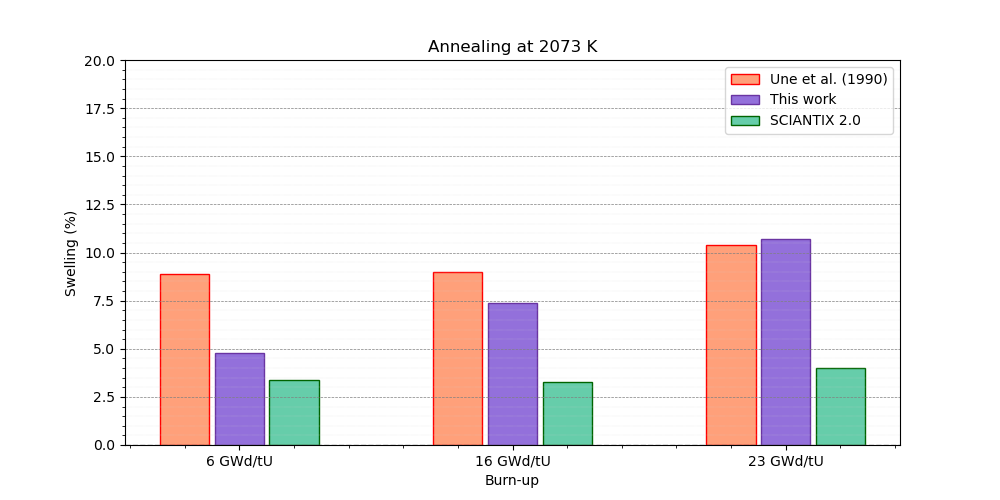 Annealing at 2073 K
20.0
17.5
15.0
12.5
10.0
7.5
5.0
2.5
0.0
Swelling (%)
Une et al. (1990)
This work
SCIANTIX 2.0
6 GWd/tU
16 GWd/tU
23 GWd/tU
Burn-up